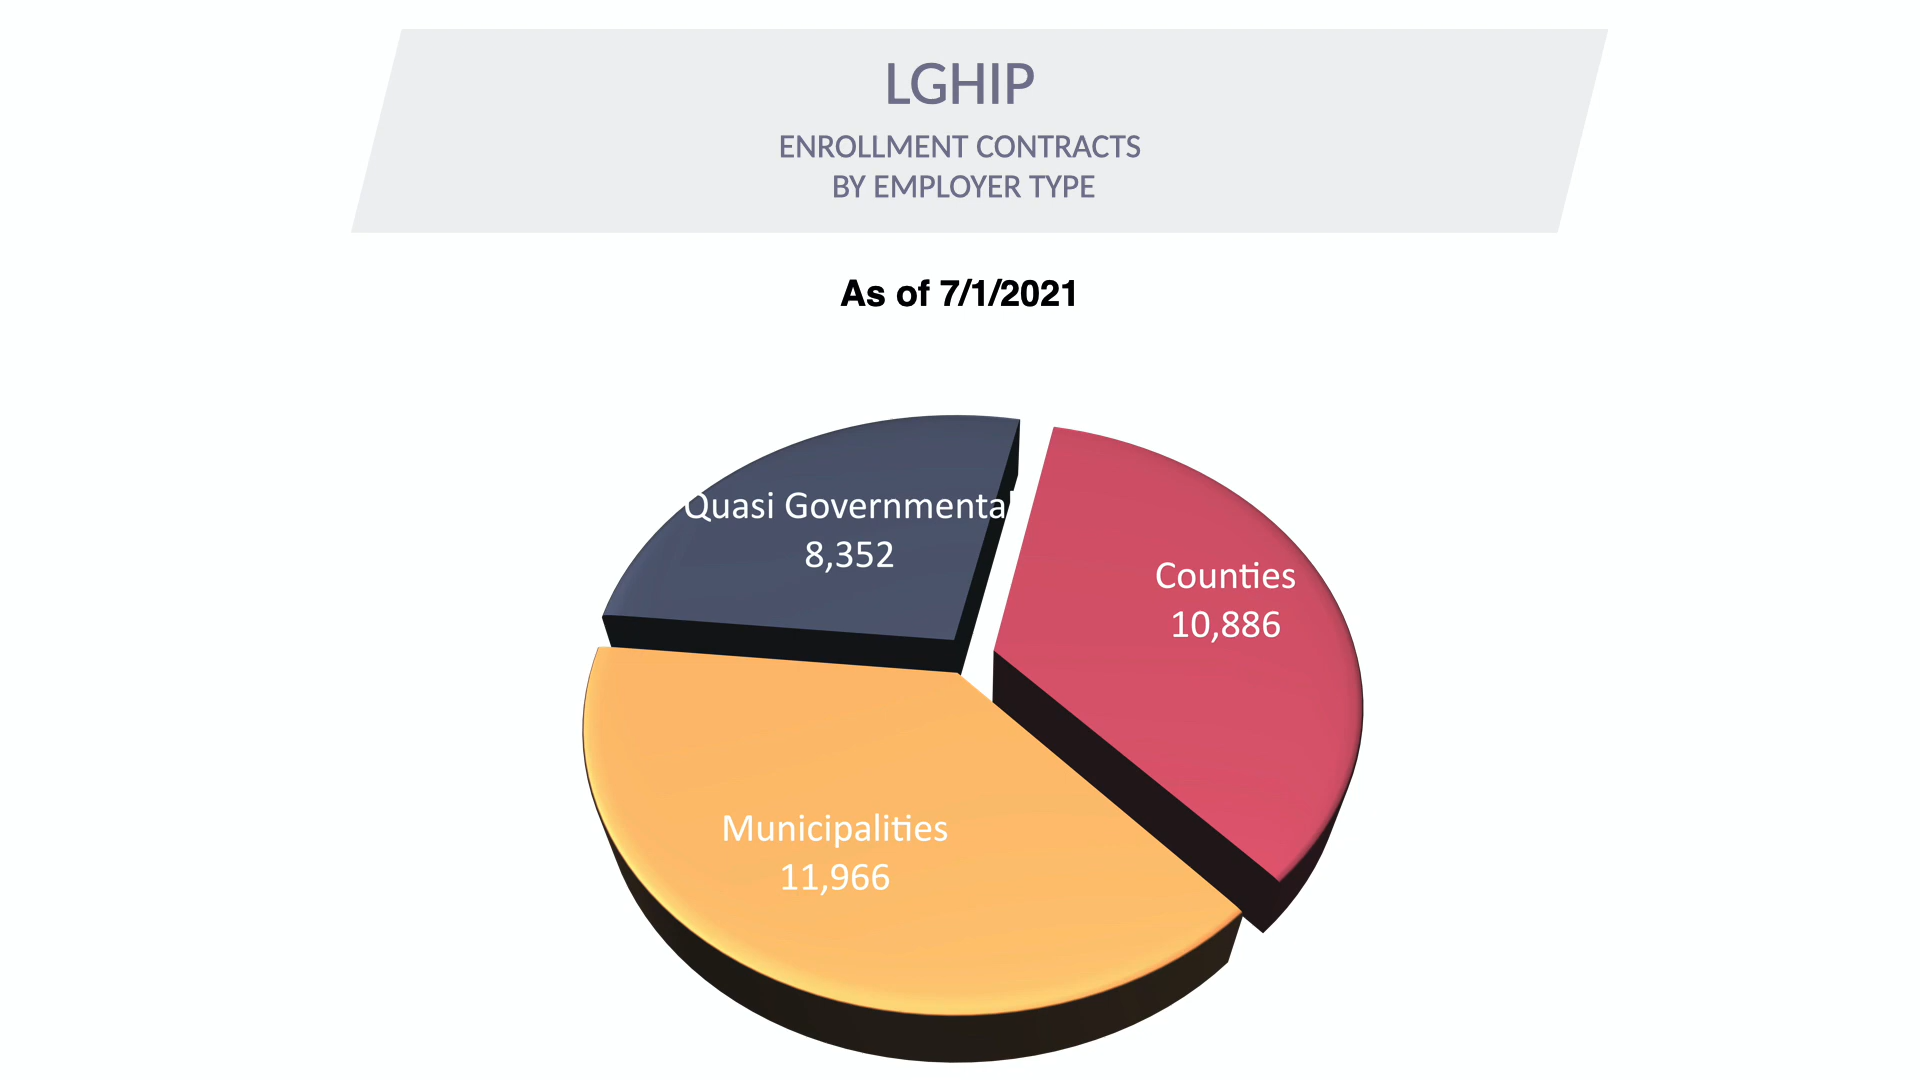 LGHIP
ENROLLMENT CONTRACTS
BY EMPLOYER TYPE
As of 7/1/2021
Quasi Governmental
8,352
Counties
10,886
Municipalities
11,966